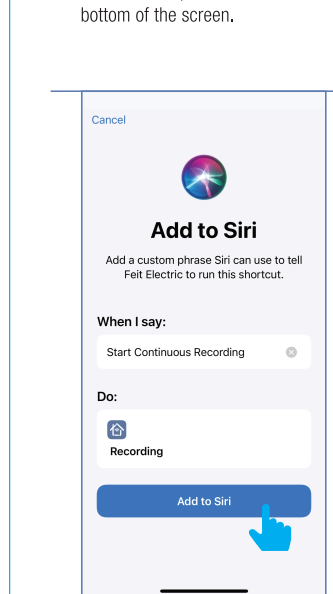 bottom of the screen.
Cancel
Add to Siri
Add a custom phrase Siri can use to tell
Feit Electric to run this shortcut.
When I say:
Start Continuous Recording
Do:
Recording
Add to Siri